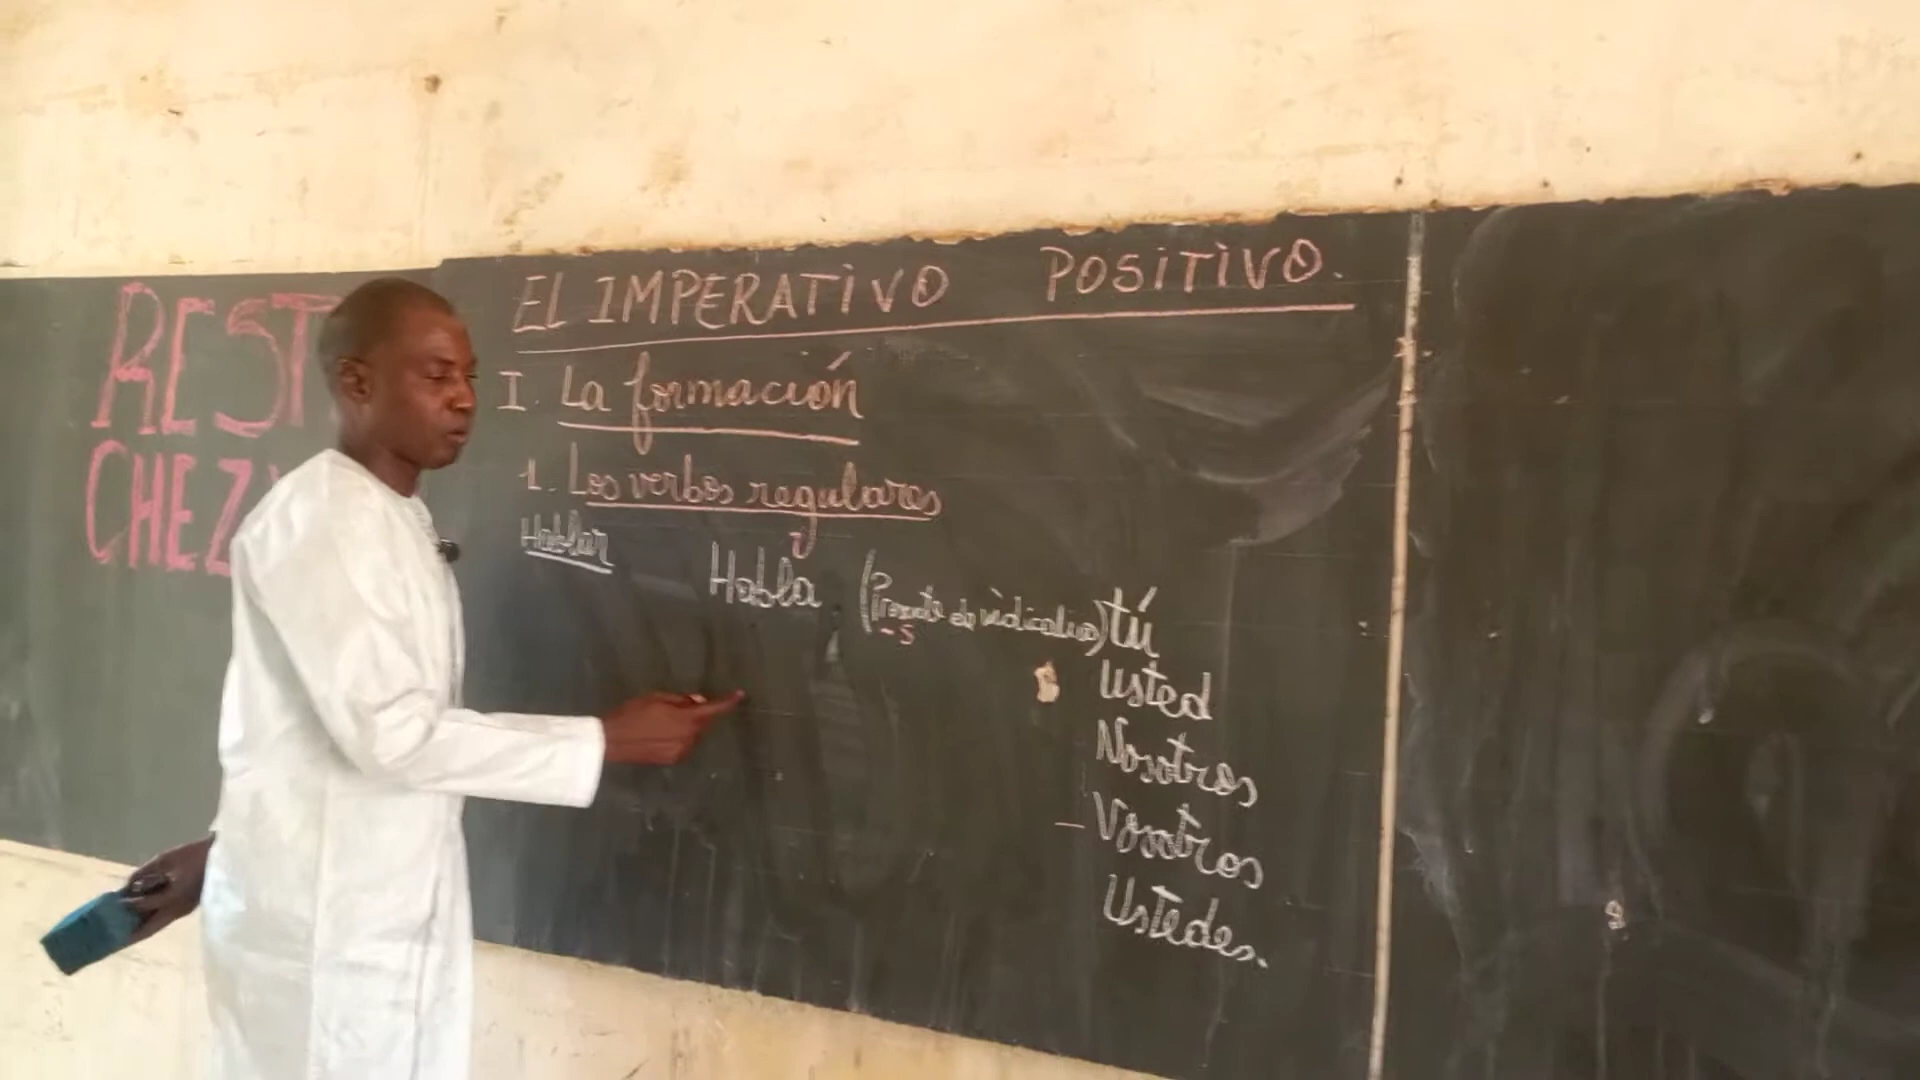 REST
CHEZ
EL IMPERATIVO POSITIVO.
I. La formación
1. Los verbos regulares
Hablar
Habla (Presente de indicativo) tú
- S
Usted
Nosotros
- Vosotros
Ustedes.